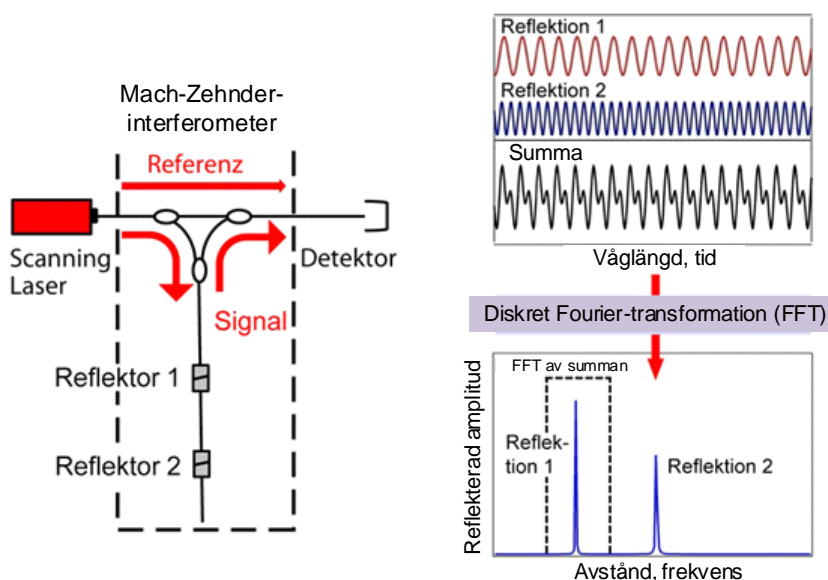 Mach-Zehnder-
interferometer
Referenz
Scanning
Laser
Detektor
Signal
Reflektor 1
Reflektor 2
Reflektion 1
Reflektion 2
Summa
Våglängd, tid
Diskret Fourier-transformation (FFT)
FFT av summan
Reflekterad amplitud
Reflek-
tion 1
Reflektion 2
Avstånd, frekvens